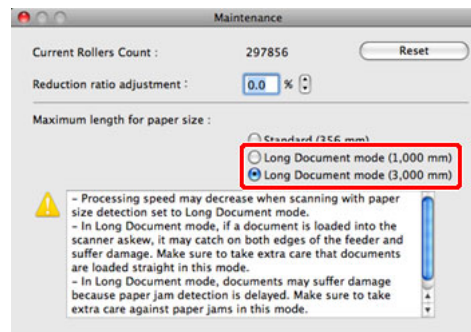 Maintenance
Current Rollers Count : 297856 Reset
Reduction ratio adjustment : 0.0 %
Maximum length for paper size :
Standard (356 mm)
Long Document mode (1,000 mm)
Long Document mode (3,000 mm)
– Processing speed may decrease when scanning with paper
size detection set to Long Document mode.
– In Long Document mode, if a document is loaded into the
scanner askew, it may catch on both edges of the feeder and
suffer damage. Make sure to take extra care that documents
are loaded straight in this mode.
– In Long Document mode, documents may suffer damage
because paper jam detection is delayed. Make sure to take
extra care against paper jams in this mode.